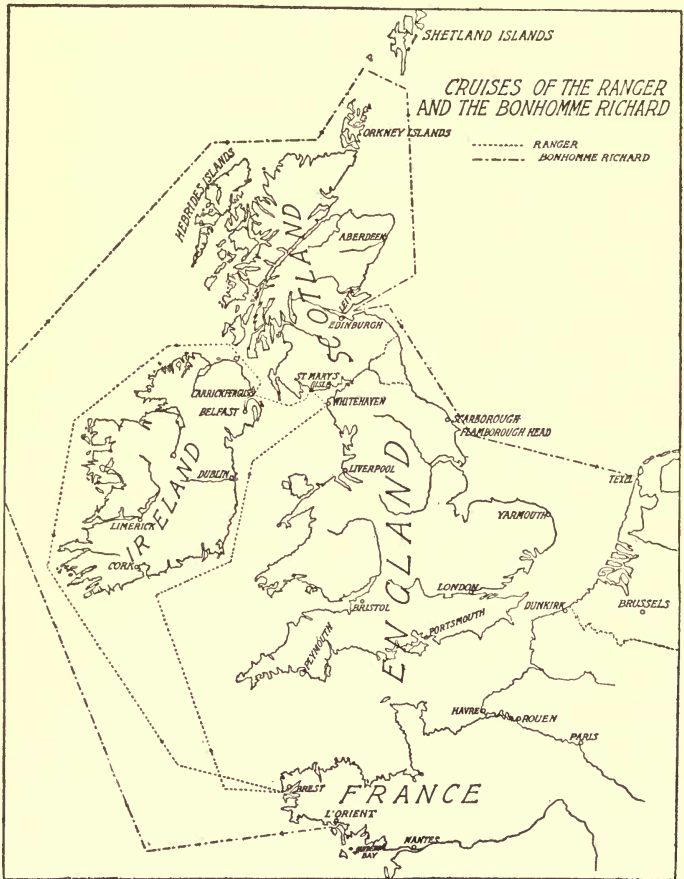 SHETLAND ISLANDS
CRUISES OF THE RANGER
AND THE BONHOMME RICHARD
RANGER
BONHOMME RICHARD
ORKNEY ISLANDS
HEBRIDES ISLANDS
SCOTLAND
ABERDEEN
LEITH
EDINBURGH
ST MARY'S
ISLE
CARRICKFERGUS
WHITEHAVEN
BELFAST
SCARBOROUGH
FLAMBOROUGH HEAD
IRELAND
DUBLIN
LIVERPOOL
ENGLAND
TEXEL
LIMERICK
YARMOUTH
CORK
LONDON
BRISTOL
DUNKIRK
BRUSSELS
PORTSMOUTH
PLYMOUTH
HAVRE
ROUEN
PARIS
BREST
FRANCE
L'ORIENT
BAY
NANTES